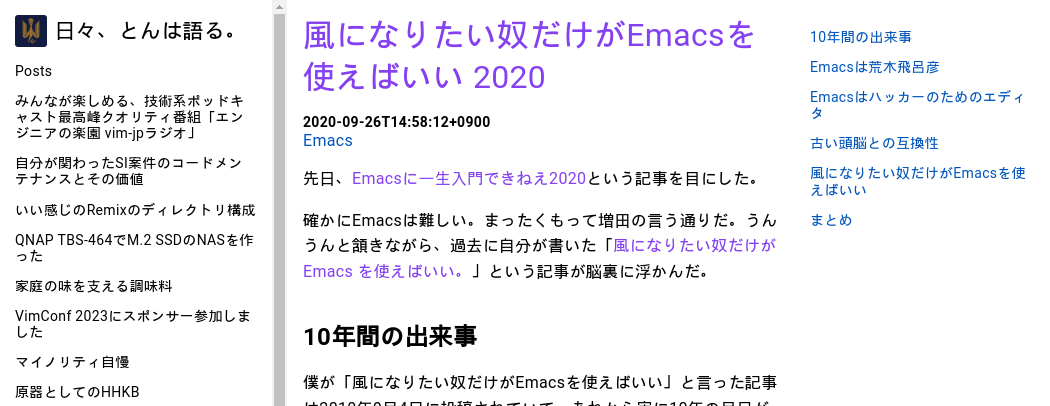 日々、とんは語る。
Posts
みんなが楽しめる、技術系ポッドキ
ャスト最高峰クオリティ番組「エン
ジニアの楽園 vim-jpラジオ」
自分が関わったSI案件のコードメン
テナンスとその価値
いい感じのRemixのディレクトリ構成
QNAP TBS-464でM.2 SSDのNASを作
った
家庭の味を支える調味料
VimConf 2023にスポンサー参加しま
した
マイノリティ自慢
原器としてのHHKB
風になりたい奴だけがEmacsを
使えばいい 2020
2020-09-26T14:58:12+0900
Emacs
先日、Emacsに一生入門できねえ2020という記事を目にした。
確かにEmacsは難しい。まったくもって増田の言う通りだ。うん
うんと頷きながら、過去に自分が書いた「風になりたい奴だけが
Emacs を使えばいい。」という記事が脳裏に浮かんだ。
10年間の出来事
僕が「風になりたい奴だけがEmacsを使えばいい」と言った記事
10年間の出来事
Emacsは荒木飛呂彦
Emacsはハッカーのためのエディ
タ
古い頭脳との互換性
風になりたい奴だけがEmacsを使
えばいい
まとめ